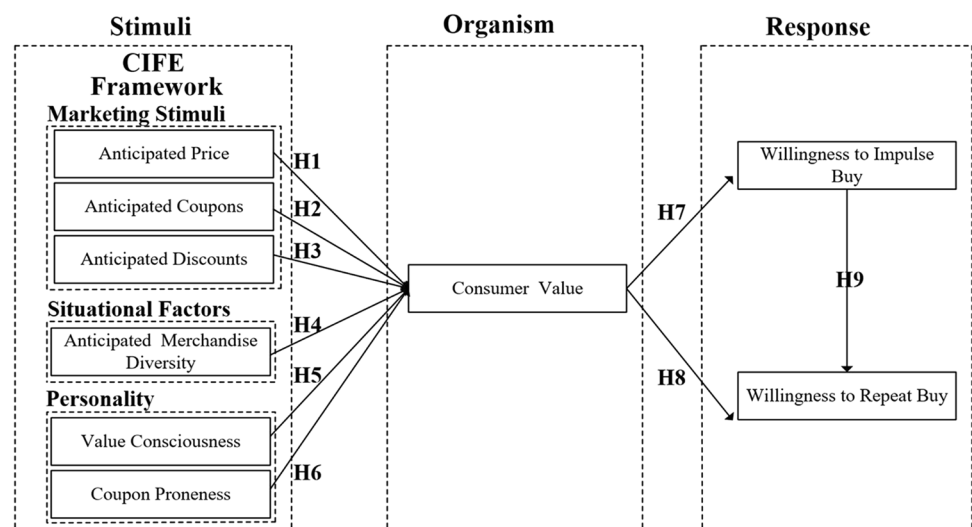 Stimuli
Organism
Response
CIFE
Framework
Marketing Stimuli
Anticipated Price
Anticipated Coupons
Anticipated Discounts
Situational Factors
Anticipated Merchandise
Diversity
Personality
Value Consciousness
Coupon Proneness
H1
H2
H3
H4
H5
H6
Consumer Value
H7
H8
Willingness to Impulse
Buy
H9
Willingness to Repeat Buy